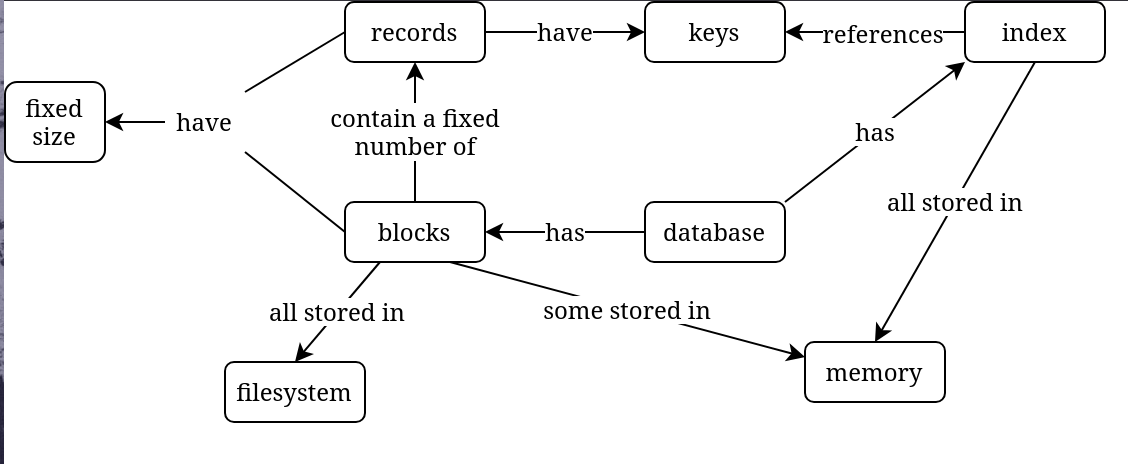 records
have
keys
references
index
fixed
size
have
contain a fixed
number of
has
all stored in
blocks
has
database
all stored in
some stored in
filesystem
memory